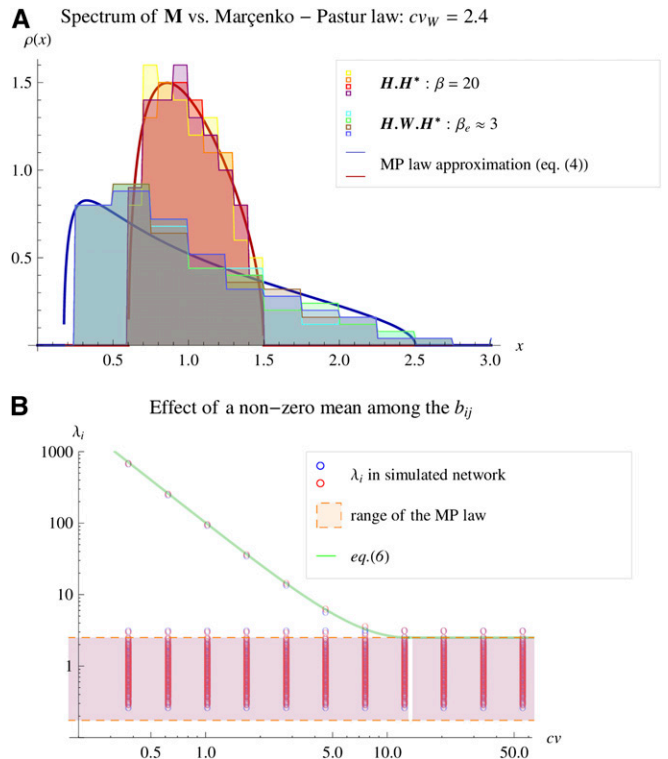 A
Spectrum of M vs. Marçenko – Pastur law: cv_W = 2.4
ρ(x)
1.5
1.0
0.5
0.5 1.0 1.5 2.0 2.5 3.0 x
H.H* : β = 20
H.W.H* : β_e ≈ 3
MP law approximation (eq. (4))
B
Effect of a non−zero mean among the b_ij
λ_i
1000
100
10
1
0.5 1.0 5.0 10.0 50.0 cv
λ_i in simulated network
range of the MP law
eq.(6)